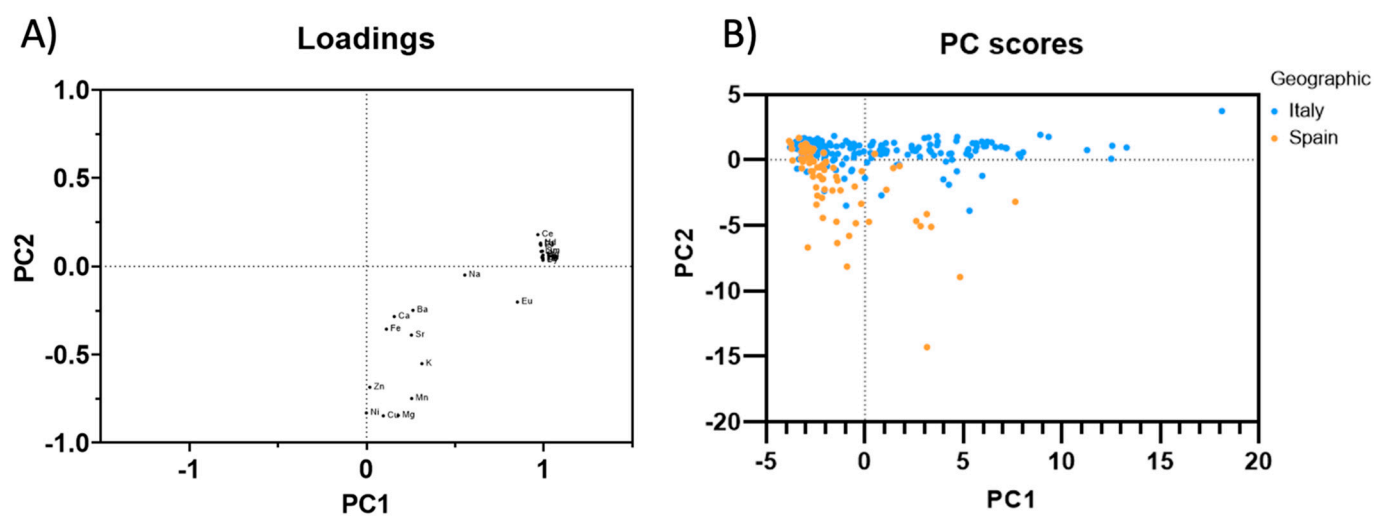 A)
Loadings
1.0
0.5
0.0
-0.5
-1.0
PC2
Ce
Na
Eu
Ba
Ca
Fe
Sr
K
Zn
Mn
Ni
Cu
Mg
-1
0
1
PC1
B)
PC scores
Geographic
Italy
Spain
5
0
-5
-10
-15
-20
PC2
-5
0
5
10
15
20
PC1